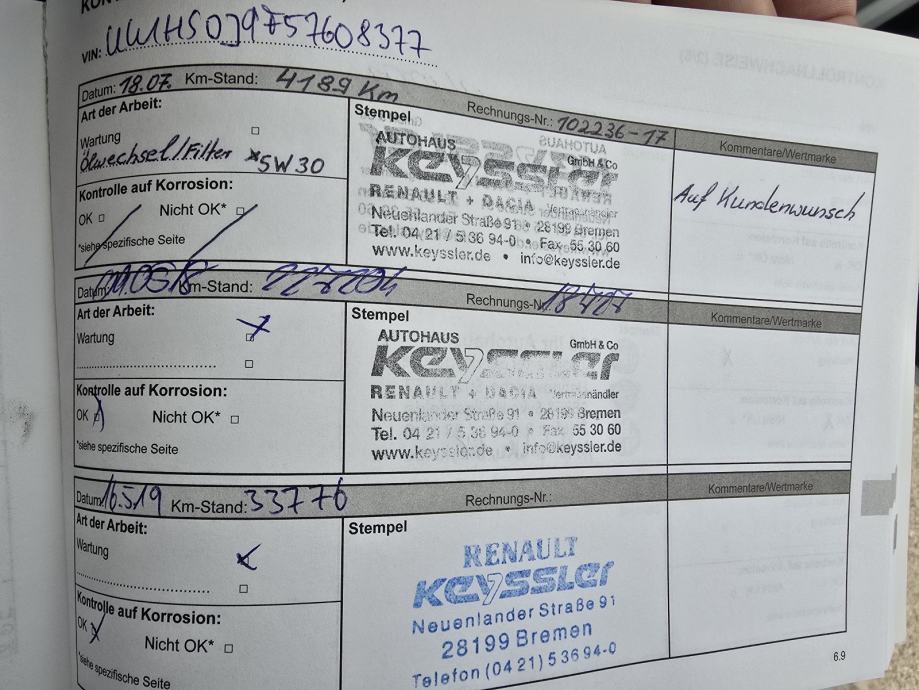 VIN: UU1HSDJ9757608377
Datum: 18.07. Km-Stand: 4189 Km Rechnungs-Nr.: 102236-17
Art der Arbeit:
Wartung
Ölwechsel/Filter *5W30
Kontrolle auf Korrosion:
OK Nicht OK*
*siehe spezifische Seite
Stempel
AUTOHAUS
Keyssler GmbH & Co
RENAULT + DACIA Vertragshändler
Neuenlander Straße 91 • 28199 Bremen
Tel. 04 21 / 5 36 94-0 • Fax 55 30 60
www.keyssler.de • info@keyssler.de
Kommentare/Wertmarke
Auf Kundenwunsch
Datum: Km-Stand: Rechnungs-Nr.:
Art der Arbeit:
Wartung x
Kontrolle auf Korrosion:
OK Nicht OK*
*siehe spezifische Seite
Stempel
AUTOHAUS
Keyssler GmbH & Co
RENAULT + DACIA Vertragshändler
Neuenlander Straße 91 • 28199 Bremen
Tel. 04 21 / 5 36 94-0 • Fax 55 30 60
www.keyssler.de • info@keyssler.de
Kommentare/Wertmarke
Datum: 16.5.19 Km-Stand: 33776 Rechnungs-Nr.:
Art der Arbeit:
Wartung x
Kontrolle auf Korrosion:
OK x Nicht OK*
*siehe spezifische Seite
Stempel
RENAULT
Keyssler
Neuenlander Straße 91
28199 Bremen
Telefon (04 21) 5 36 94-0
Kommentare/Wertmarke
6.9